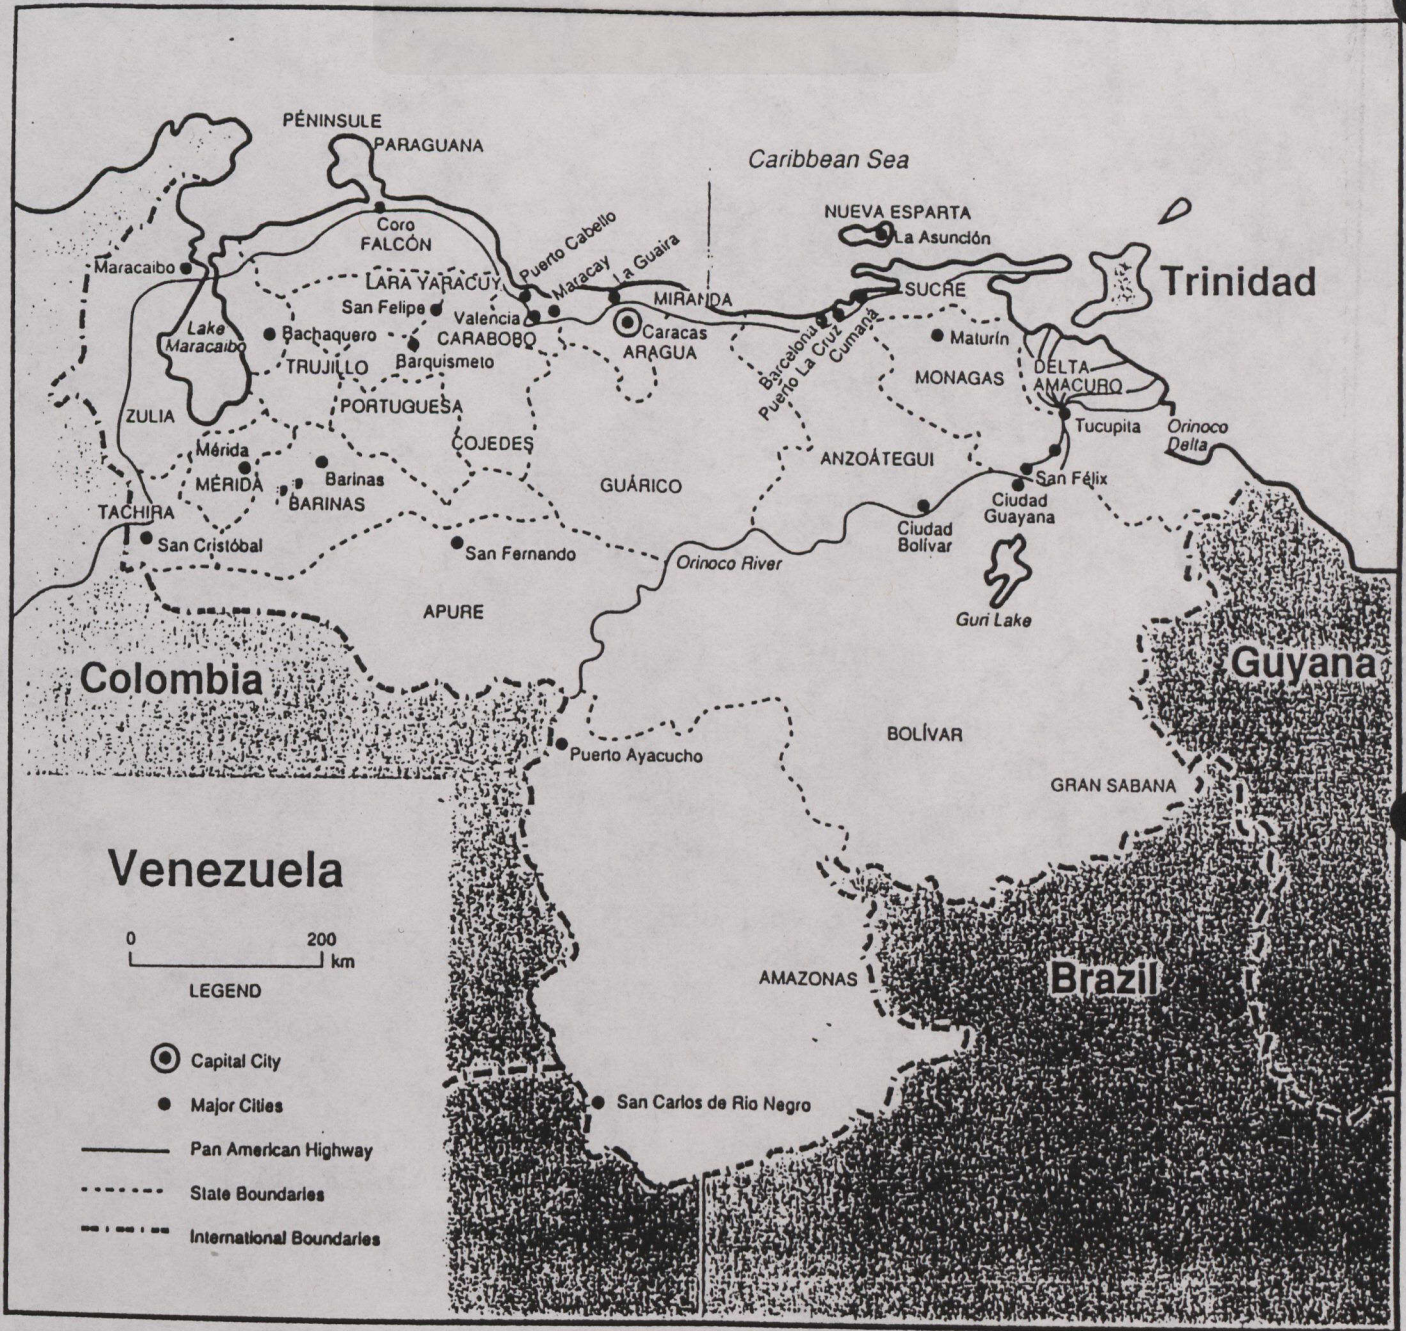 PÉNINSULE
PARAGUANA
Caribbean Sea
NUEVA ESPARTA
La Asunción
Coro
FALCÓN
Puerto Cabello
Maracay
La Guaira
Maracaibo
LARA YARACUY
MIRANDA
SUCRE
Trinidad
San Felipe
Valencia
CARABOBO
Caracas
ARAGUA
Barcelona
Puerto La Cruz
Cumaná
Maturín
Lake
Maracaibo
Bachaquero
TRUJILLO
Barquismeto
MONAGAS
DELTA
AMACURO
ZULIA
PORTUGUESA
COJEDES
Tucupita
Orinoco
Delta
Mérida
MÉRIDA
Barinas
BARINAS
GUÁRICO
ANZOÁTEGUI
San Félix
Ciudad
Guayana
TACHIRA
San Cristóbal
San Fernando
Orinoco River
Ciudad
Bolívar
APURE
Guri Lake
Colombia
Guyana
BOLÍVAR
Puerto Ayacucho
GRAN SABANA
Venezuela
0 200
km
LEGEND
AMAZONAS
Brazil
Capital City
Major Cities
San Carlos de Rio Negro
Pan American Highway
State Boundaries
International Boundaries